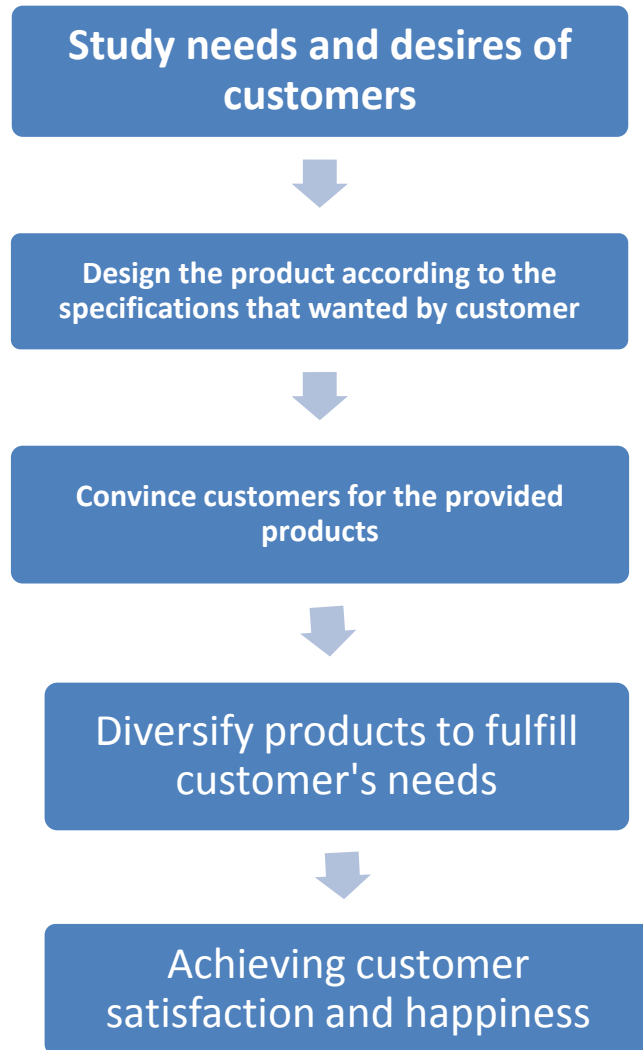 Study needs and desires of
customers
Design the product according to the
specifications that wanted by customer
Convince customers for the provided
products
Diversify products to fulfill
customer's needs
Achieving customer
satisfaction and happiness